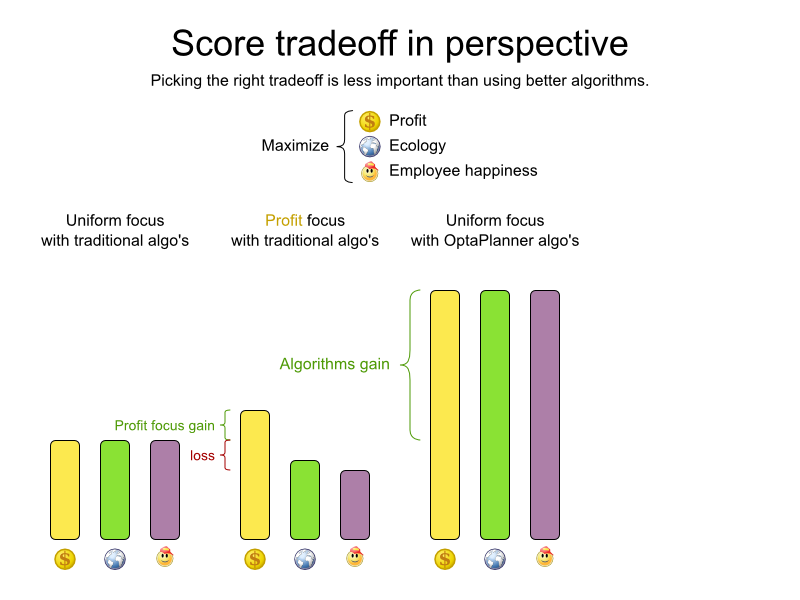 Score tradeoff in perspective
Picking the right tradeoff is less important than using better algorithms.
Maximize
Profit
Ecology
Employee happiness
Uniform focus
with traditional algo's
Profit focus
with traditional algo's
Uniform focus
with OptaPlanner algo's
Algorithms gain
Profit focus gain
loss
$
$
$
$